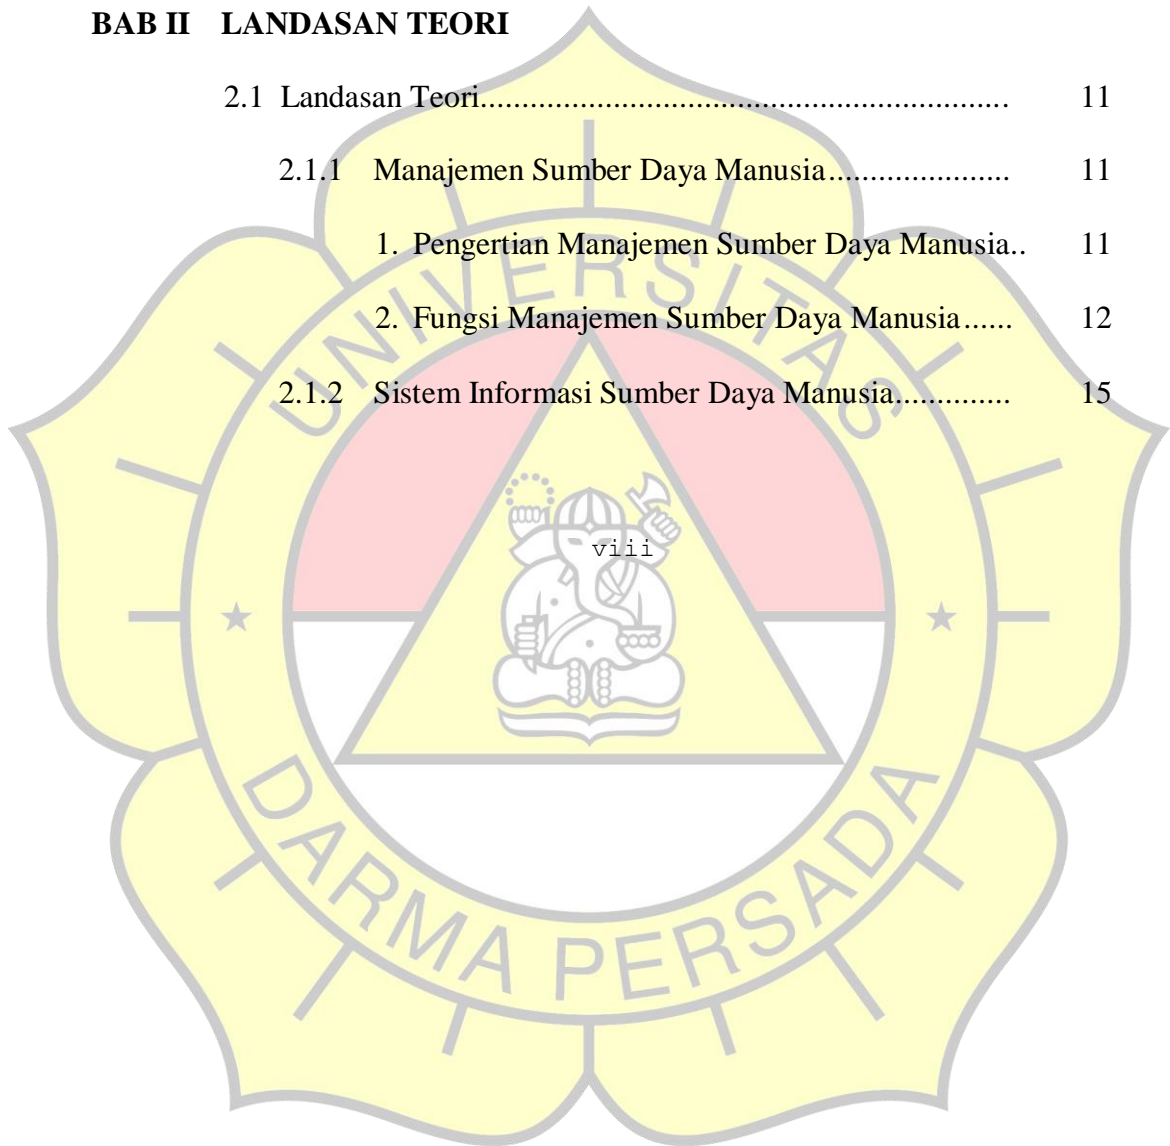 BAB II LANDASAN TEORI
2.1 Landasan Teori................................................................ 11
2.1.1 Manajemen Sumber Daya Manusia...................... 11
1. Pengertian Manajemen Sumber Daya Manusia.. 11
2. Fungsi Manajemen Sumber Daya Manusia...... 12
2.1.2 Sistem Informasi Sumber Daya Manusia.............. 15
viii
UNIVERSITAS
DARMA PERSADA